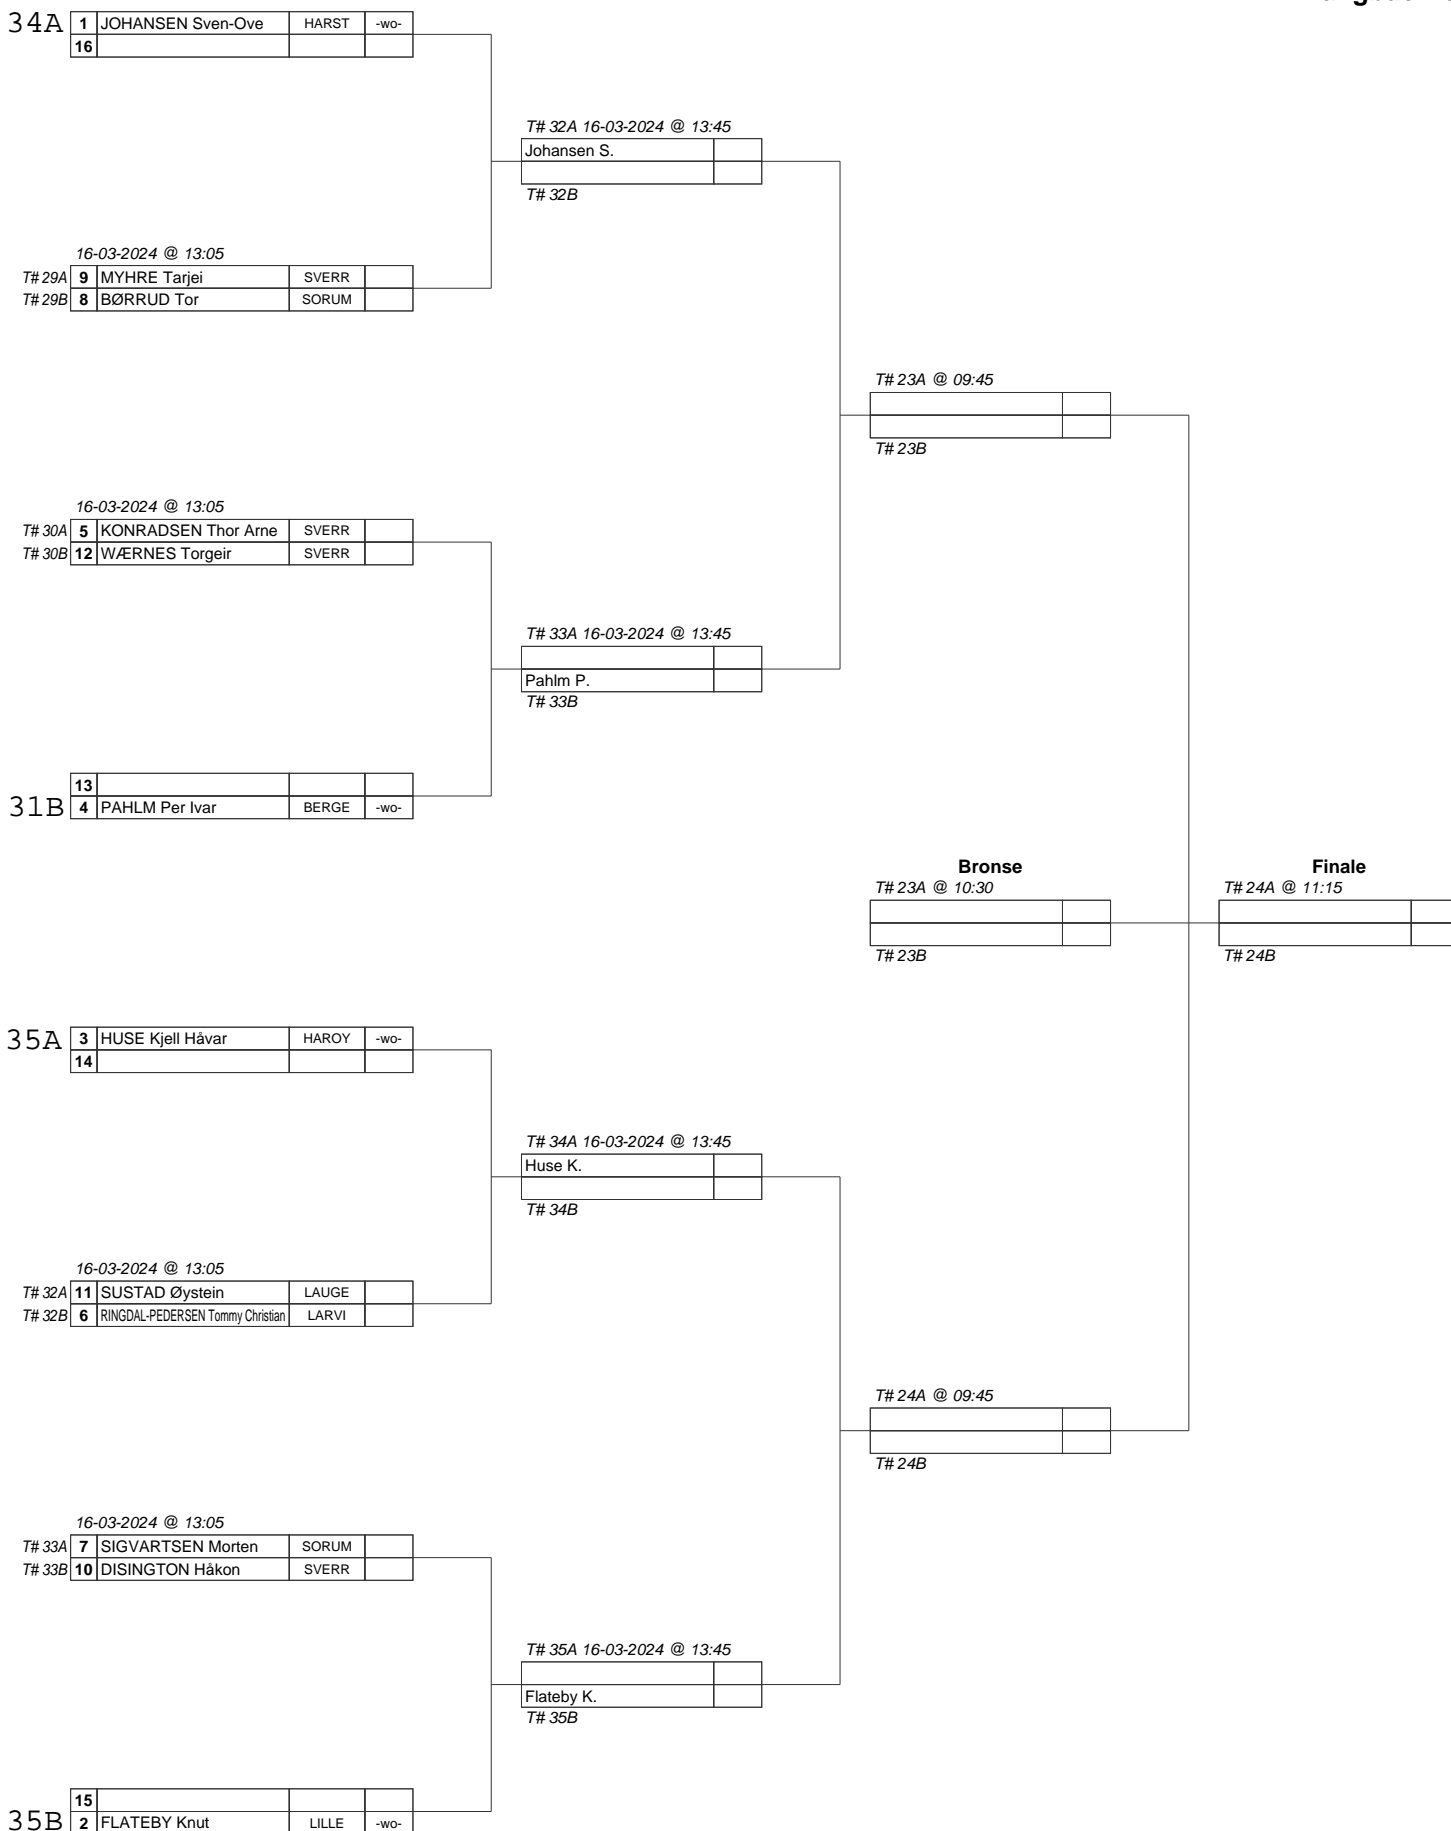 34A 1 JOHANSEN Sven-Ove HARST -wo-
16
T# 32A 16-03-2024 @ 13:45
Johansen S.
T# 32B
16-03-2024 @ 13:05
T# 29A 9 MYHRE Tarjei SVERR
T# 29B 8 BØRRUD Tor SORUM
T# 23A @ 09:45
T# 23B
16-03-2024 @ 13:05
T# 30A 5 KONRADSEN Thor Arne SVERR
T# 30B 12 WÆRNES Torgeir SVERR
T# 33A 16-03-2024 @ 13:45
Pahlm P.
T# 33B
13
31B 4 PAHLM Per Ivar BERGE -wo-
Bronse Finale
T# 23A @ 10:30 T# 24A @ 11:15
T# 23B T# 24B
35A 3 HUSE Kjell Håvar HAROY -wo-
14
T# 34A 16-03-2024 @ 13:45
Huse K.
T# 34B
16-03-2024 @ 13:05
T# 32A 11 SUSTAD Øystein LAUGE
T# 32B 6 RINGDAL-PEDERSEN Tommy Christian LARVI
T# 24A @ 09:45
T# 24B
16-03-2024 @ 13:05
T# 33A 7 SIGVARTSEN Morten SORUM
T# 33B 10 DISINGTON Håkon SVERR
T# 35A 16-03-2024 @ 13:45
Flateby K.
T# 35B
15
35B 2 FLATEBY Knut LILLE -wo-